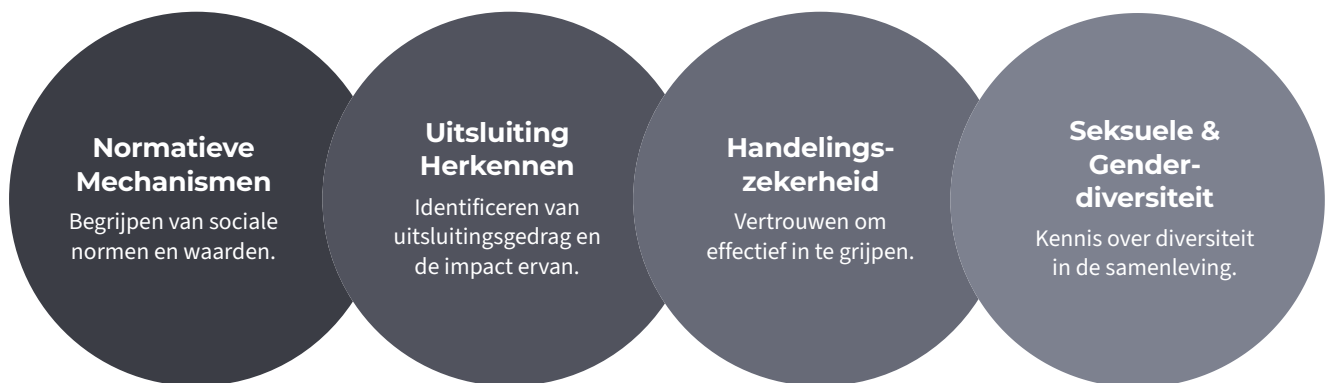 Normatieve
Mechanismen
Begrijpen van sociale
normen en waarden.
Uitsluiting
Herkennen
Identificeren van
uitsluitingsgedrag en
de impact ervan.
Handelings-
zekerheid
Vertrouwen om
effectief in te grijpen.
Seksuele &
Gender-
diversiteit
Kennis over diversiteit
in de samenleving.